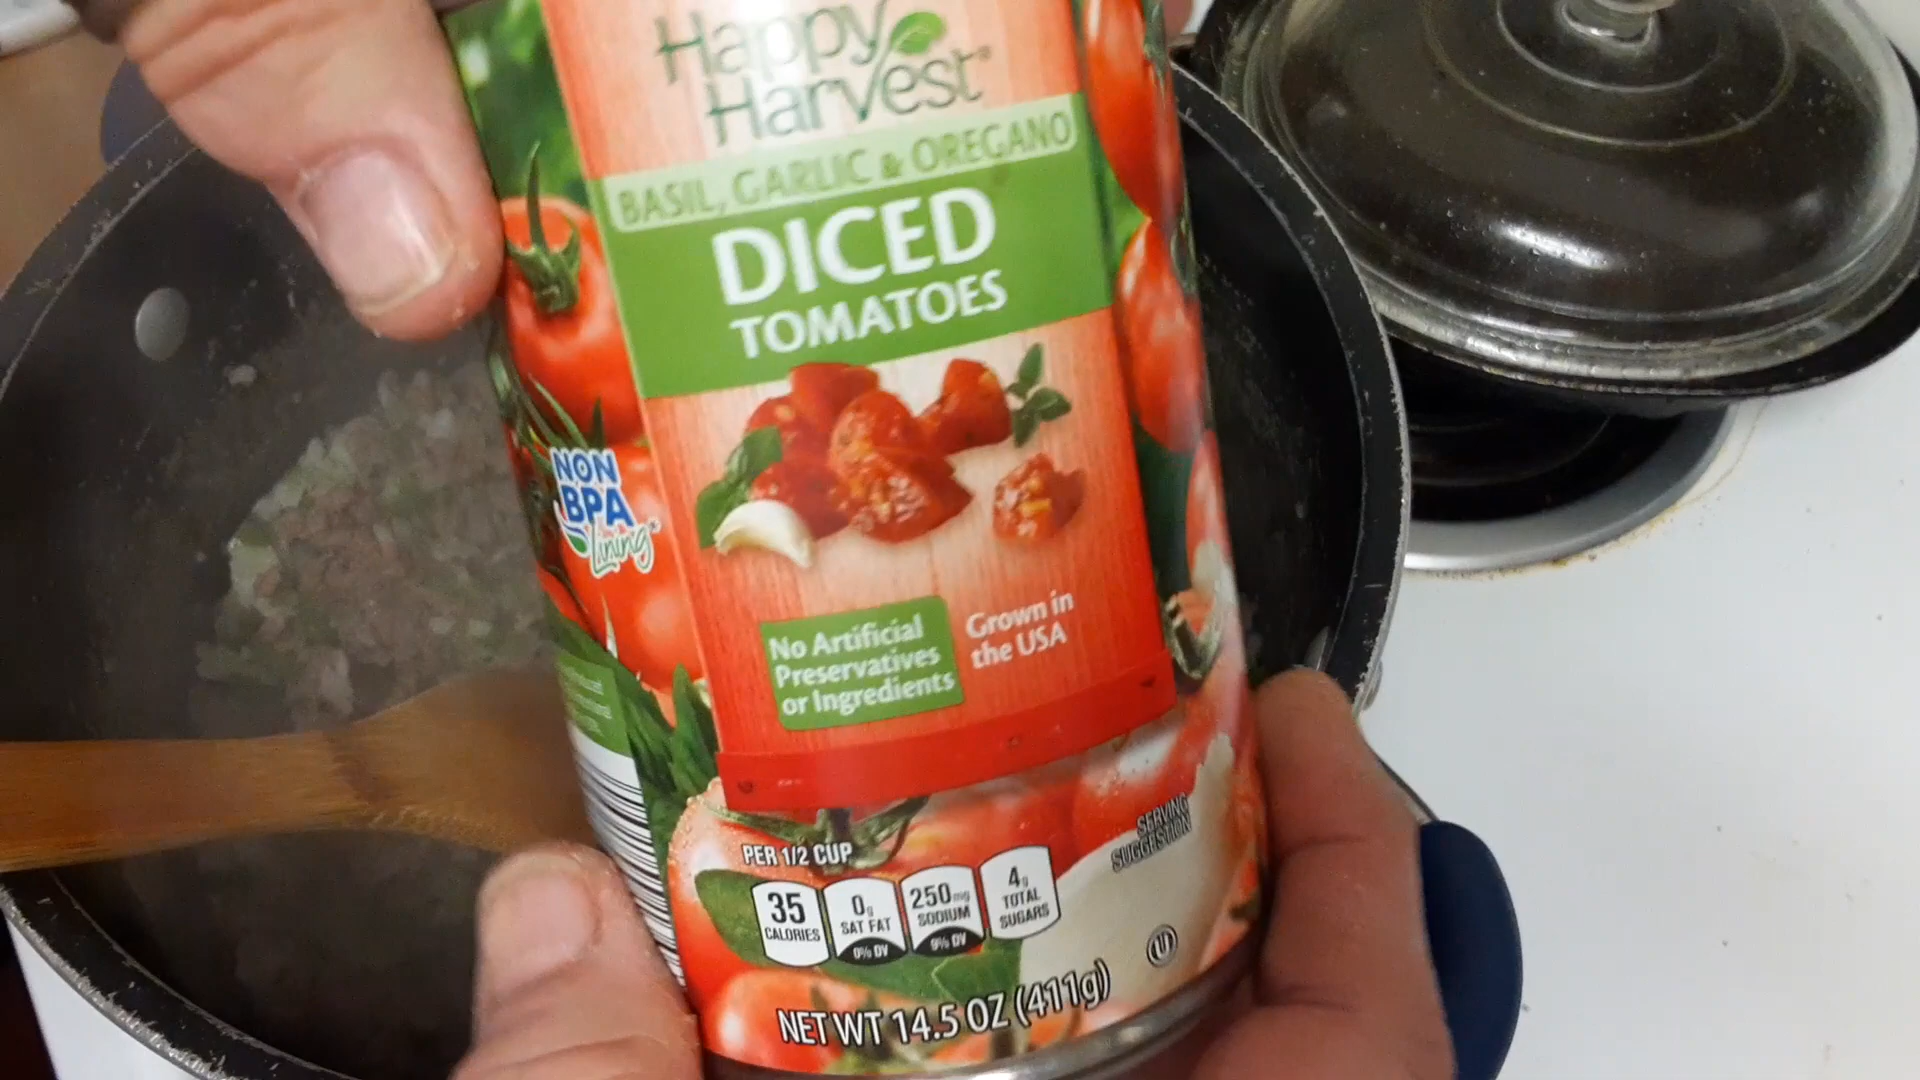 Happy
Harvest®
BASIL, GARLIC & OREGANO
DICED
TOMATOES
NON
BPA
Lining*
No Artificial
Preservatives
or Ingredients
Grown in
the USA
SERVING
SUGGESTION
PER 1/2 CUP
35
CALORIES
0g
SAT FAT
0% DV
250mg
SODIUM
9% DV
4g
TOTAL
SUGARS
U
NET WT 14.5 OZ (411g)